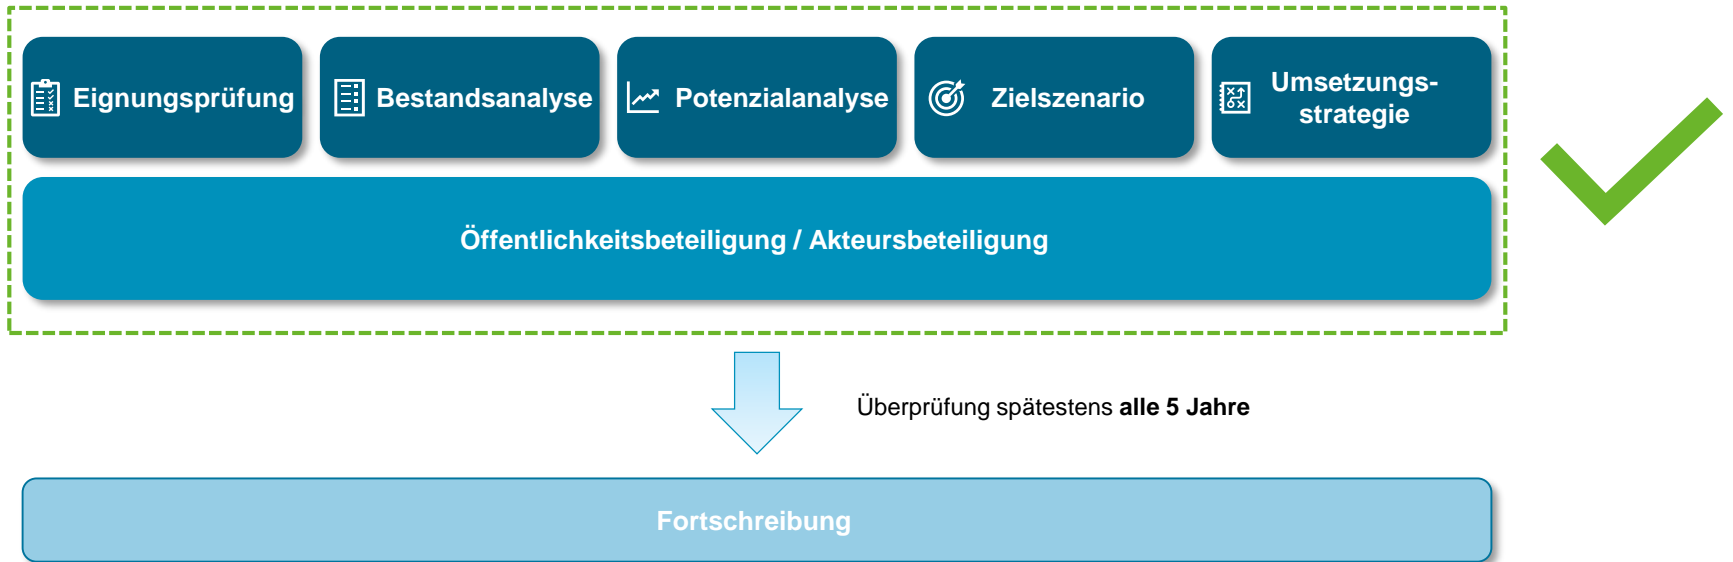 Eignungsprüfung
Bestandsanalyse
Potenzialanalyse
Zielszenario
Umsetzungs-
strategie
Öffentlichkeitsbeteiligung / Akteursbeteiligung
Überprüfung spätestens alle 5 Jahre
Fortschreibung